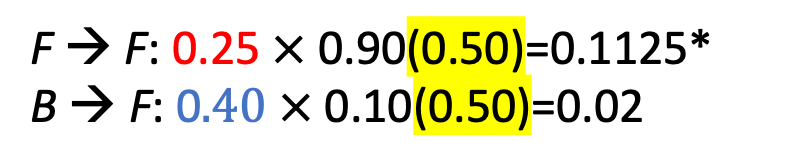 F → F: 0.25 × 0.90(0.50)=0.1125*
B → F: 0.40 × 0.10(0.50)=0.02